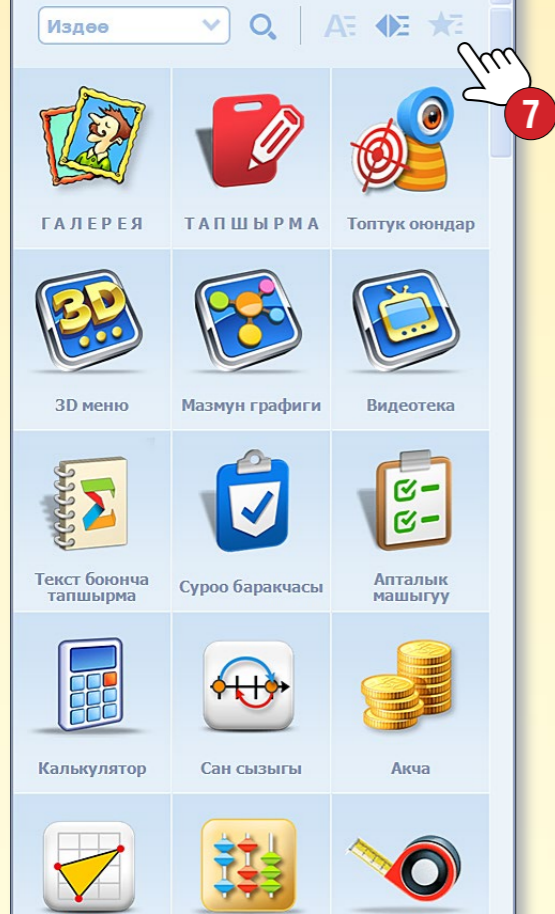 Издөө
7
ГАЛЕРЕЯ
ТАПШЫРМА
Топтук оюндар
3D
3D меню
Мазмун графиги
Видеотека
Текст боюнча
тапшырма
Суроо баракчасы
Апталык
машыгуу
Калькулятор
Сан сызыгы
Акча